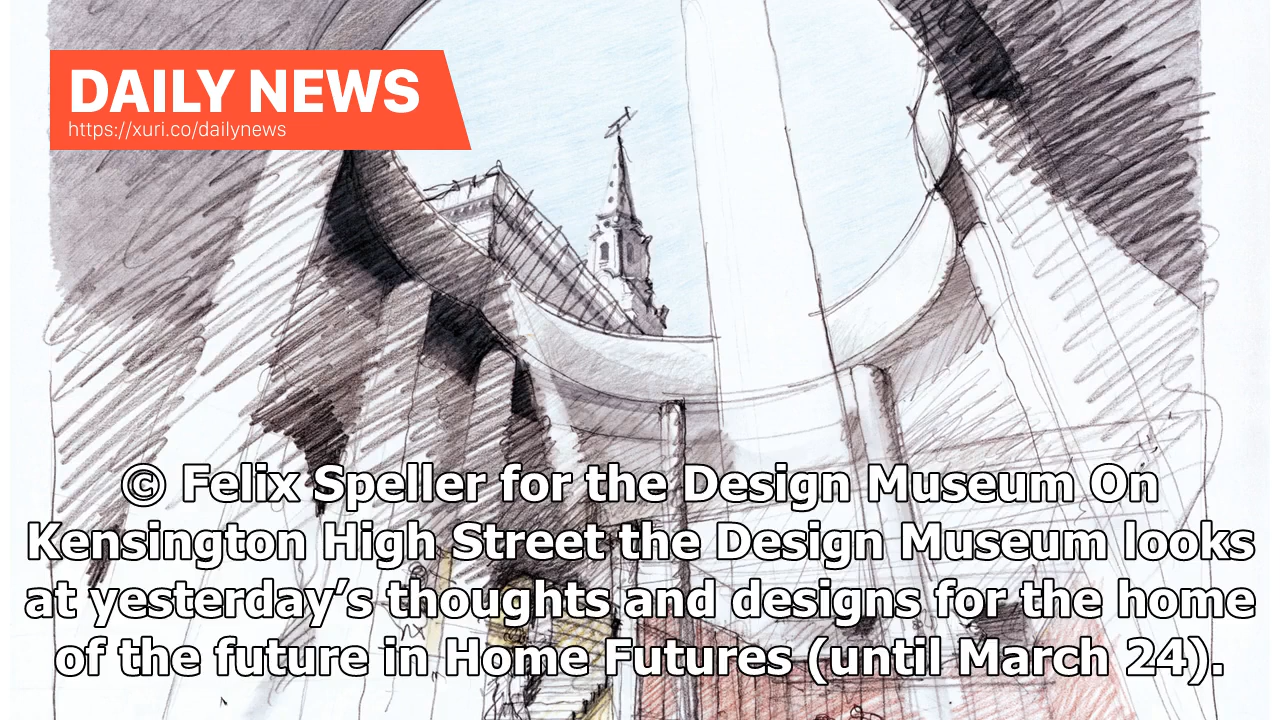 DAILY NEWS
https://xuri.co/dailynews
© Felix Speller for the Design Museum On
Kensington High Street the Design Museum looks
at yesterday’s thoughts and designs for the home
of the future in Home Futures (until March 24).